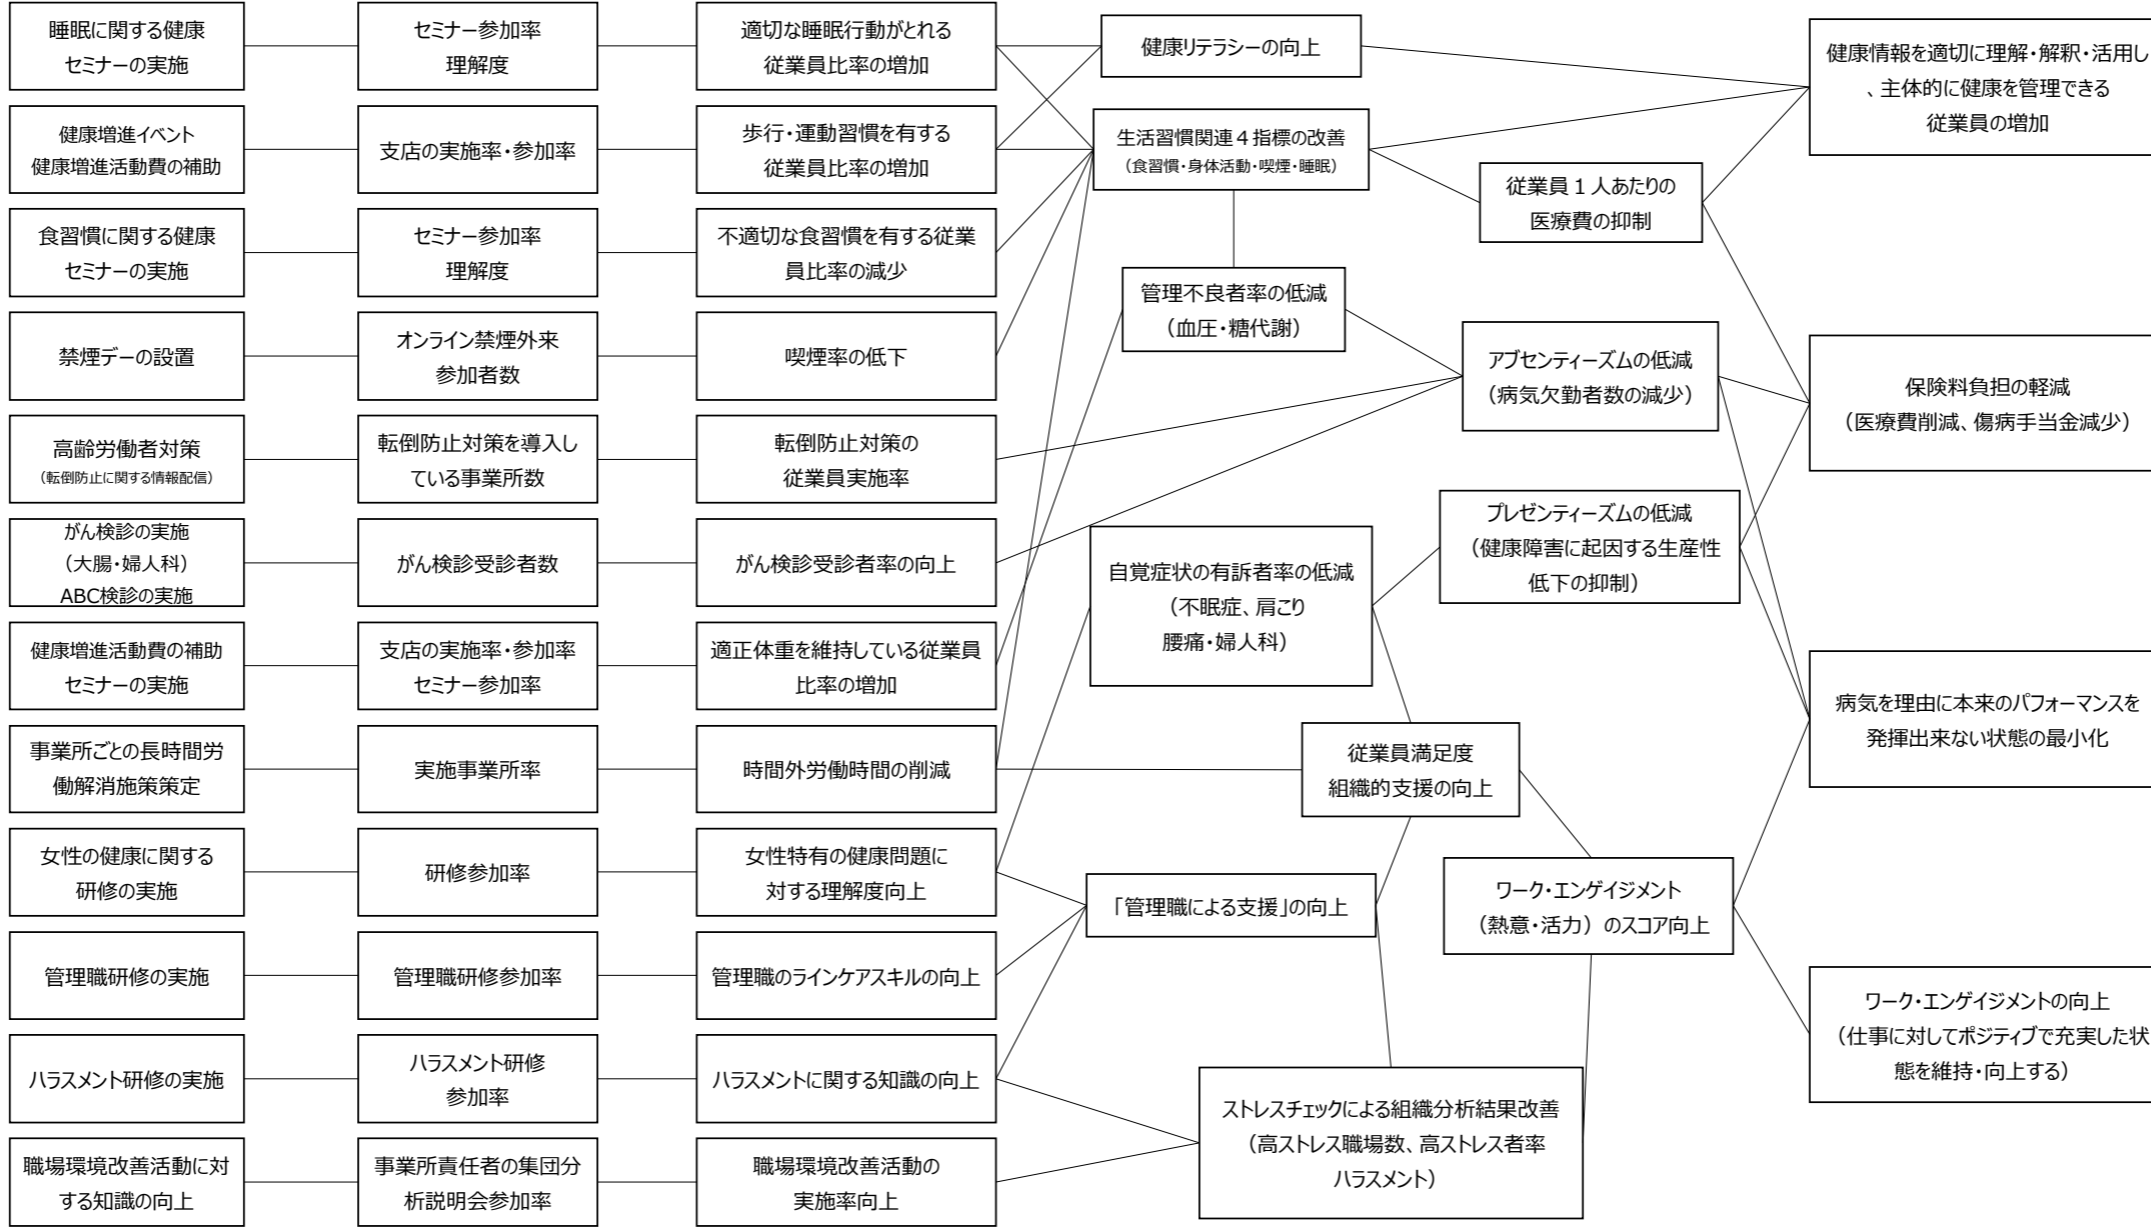 睡眠に関する健康
セミナーの実施
セミナー参加率
理解度
適切な睡眠行動がとれる
従業員比率の増加
健康増進イベント
健康増進活動費の補助
支店の実施率・参加率
歩行・運動習慣を有する
従業員比率の増加
食習慣に関する健康
セミナーの実施
セミナー参加率
理解度
不適切な食習慣を有する従業
員比率の減少
禁煙デーの設置
オンライン禁煙外来
参加者数
喫煙率の低下
高齢労働者対策
（転倒防止に関する情報配信）
転倒防止対策を導入し
ている事業所数
転倒防止対策の
従業員実施率
がん検診の実施
（大腸・婦人科）
ABC検診の実施
がん検診受診者数
がん検診受診者率の向上
健康増進活動費の補助
セミナーの実施
支店の実施率・参加率
セミナー参加率
適正体重を維持している従業員
比率の増加
事業所ごとの長時間労
働解消施策策定
実施事業所率
時間外労働時間の削減
女性の健康に関する
研修の実施
研修参加率
女性特有の健康問題に
対する理解度向上
管理職研修の実施
管理職研修参加率
管理職のラインケアスキルの向上
ハラスメント研修の実施
ハラスメント研修
参加率
ハラスメントに関する知識の向上
職場環境改善活動に対
する知識の向上
事業所責任者の集団分
析説明会参加率
職場環境改善活動の
実施率向上
健康リテラシーの向上
生活習慣関連４指標の改善
（食習慣・身体活動・喫煙・睡眠）
管理不良者率の低減
（血圧・糖代謝）
自覚症状の有訴者率の低減
（不眠症、肩こり
腰痛・婦人科）
従業員満足度
組織的支援の向上
「管理職による支援」の向上
ストレスチェックによる組織分析結果改善
（高ストレス職場数、高ストレス者率
ハラスメント）
従業員１人あたりの
医療費の抑制
アブセンティーズムの低減
（病気欠勤者数の減少）
プレゼンティーズムの低減
（健康障害に起因する生産性
低下の抑制）
ワーク・エンゲイジメント
（熱意・活力）のスコア向上
健康情報を適切に理解・解釈・活用し
、主体的に健康を管理できる
従業員の増加
保険料負担の軽減
（医療費削減、傷病手当金減少）
病気を理由に本来のパフォーマンスを
発揮出来ない状態の最小化
ワーク・エンゲイジメントの向上
（仕事に対してポジティブで充実した状
態を維持・向上する）